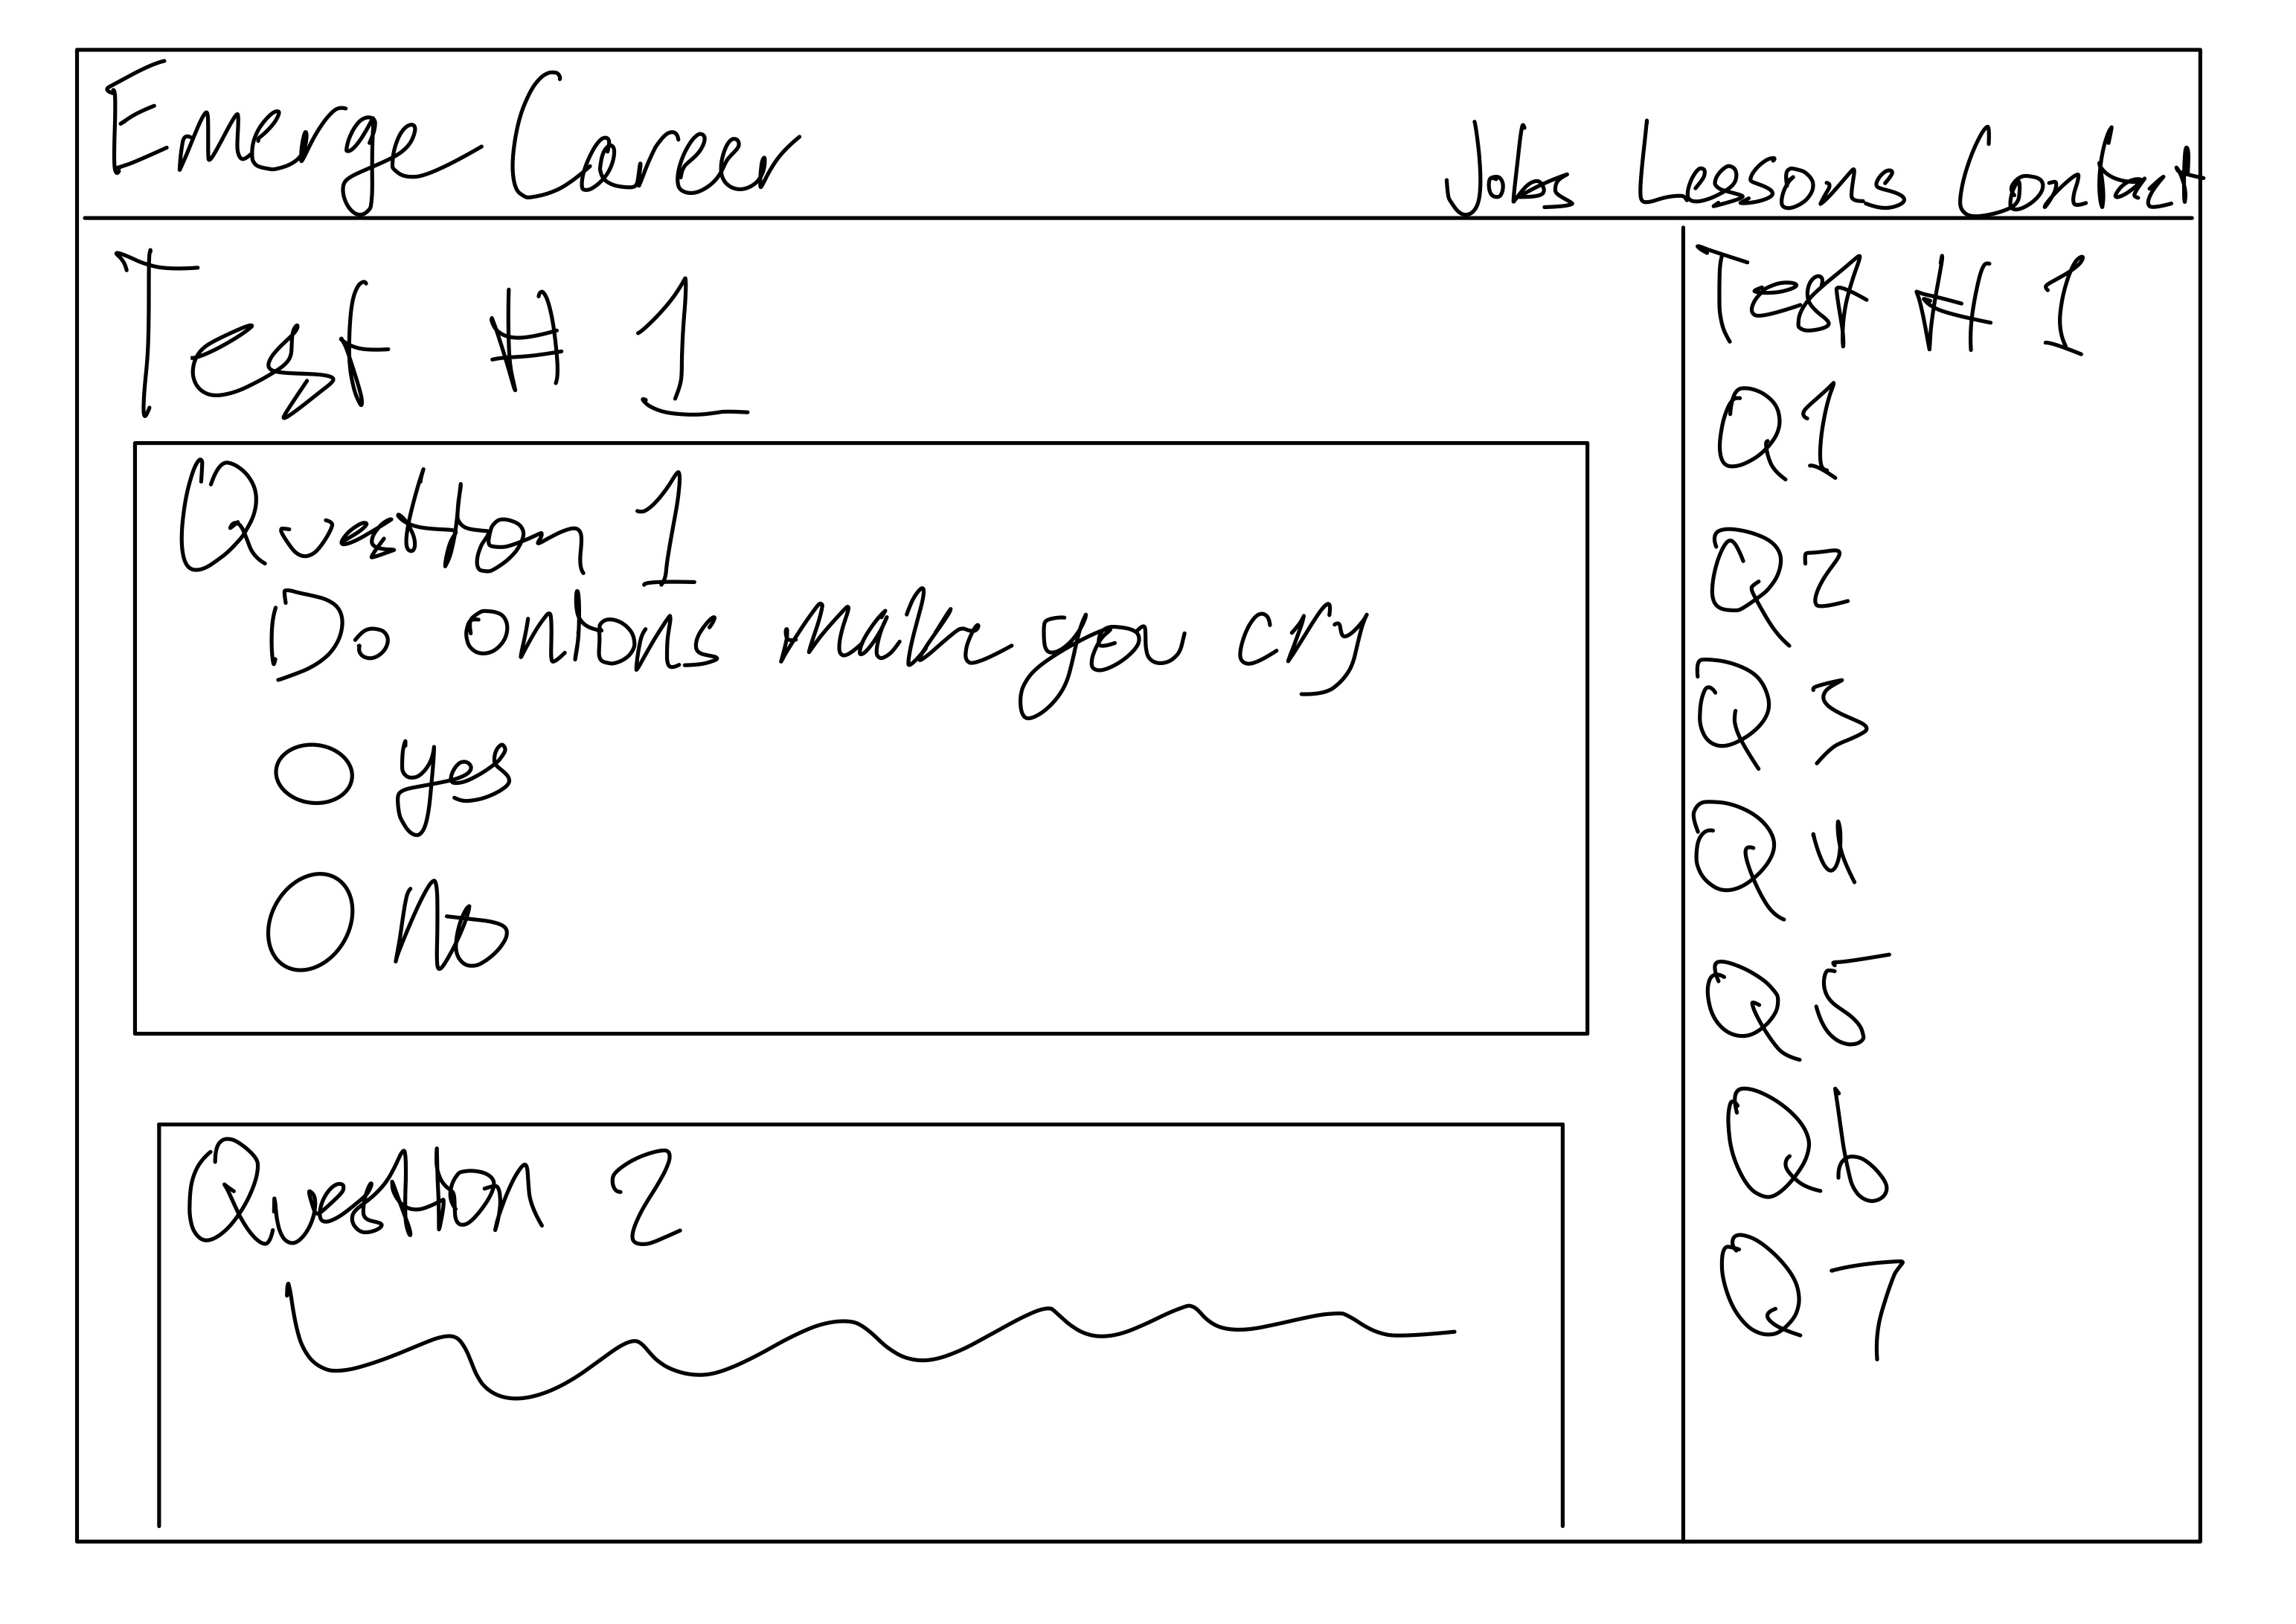 Emerge Career
Jobs Lessons Contact
Test # 1
Question 1
Do onions make you cry
yes
No
Question 2
Test # 1
Q1
Q2
Q3
Q4
Q5
Q6
Q7